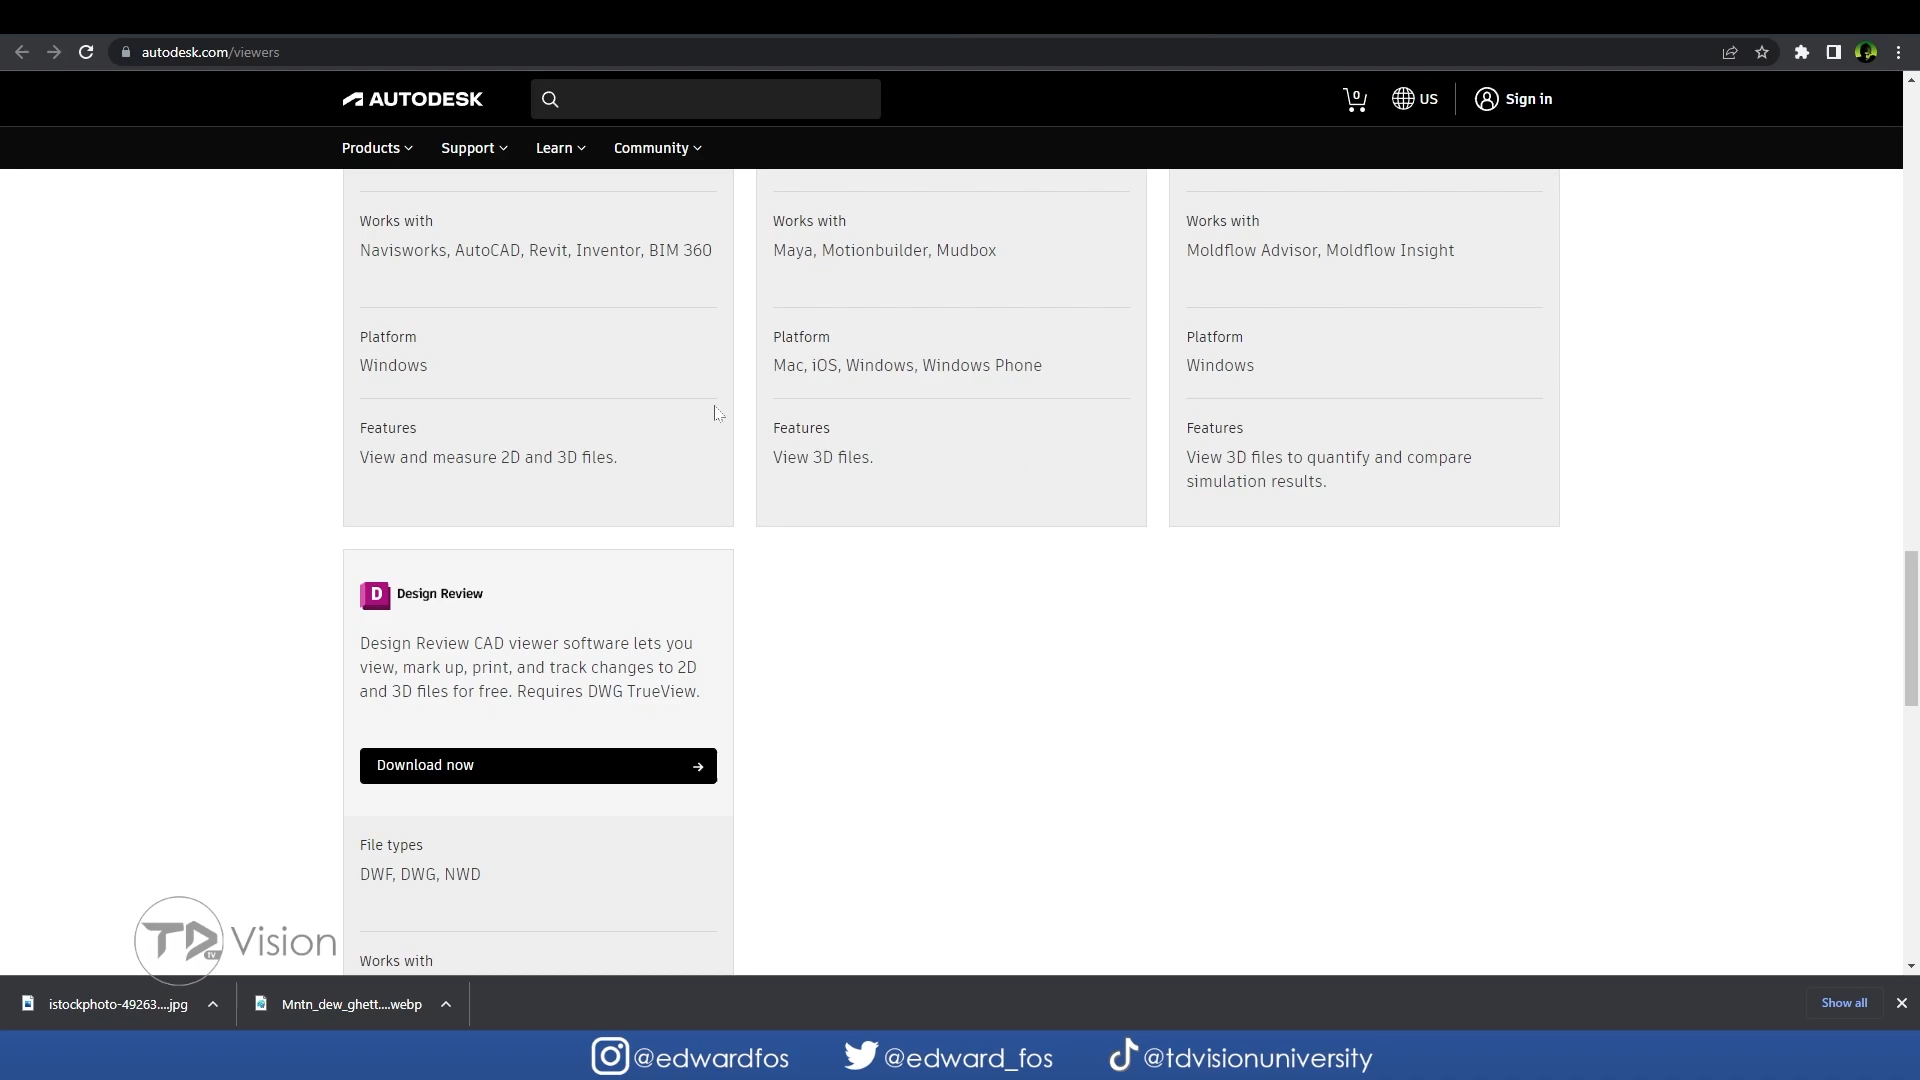 autodesk.com/viewers
AUTODESK
0
US
Sign in
Products
Support
Learn
Community
Works with
Navisworks, AutoCAD, Revit, Inventor, BIM 360
Platform
Windows
Features
View and measure 2D and 3D files.
Works with
Maya, Motionbuilder, Mudbox
Platform
Mac, iOS, Windows, Windows Phone
Features
View 3D files.
Works with
Moldflow Advisor, Moldflow Insight
Platform
Windows
Features
View 3D files to quantify and compare
simulation results.
D Design Review
Design Review CAD viewer software lets you
view, mark up, print, and track changes to 2D
and 3D files for free. Requires DWG TrueView.
Download now
File types
DWF, DWG, NWD
Works with
TD tv Vision
istockphoto-49263....jpg
Mntn_dew_ghett....webp
Show all
@edwardfos
@edward_fos
@tdvisionuniversity